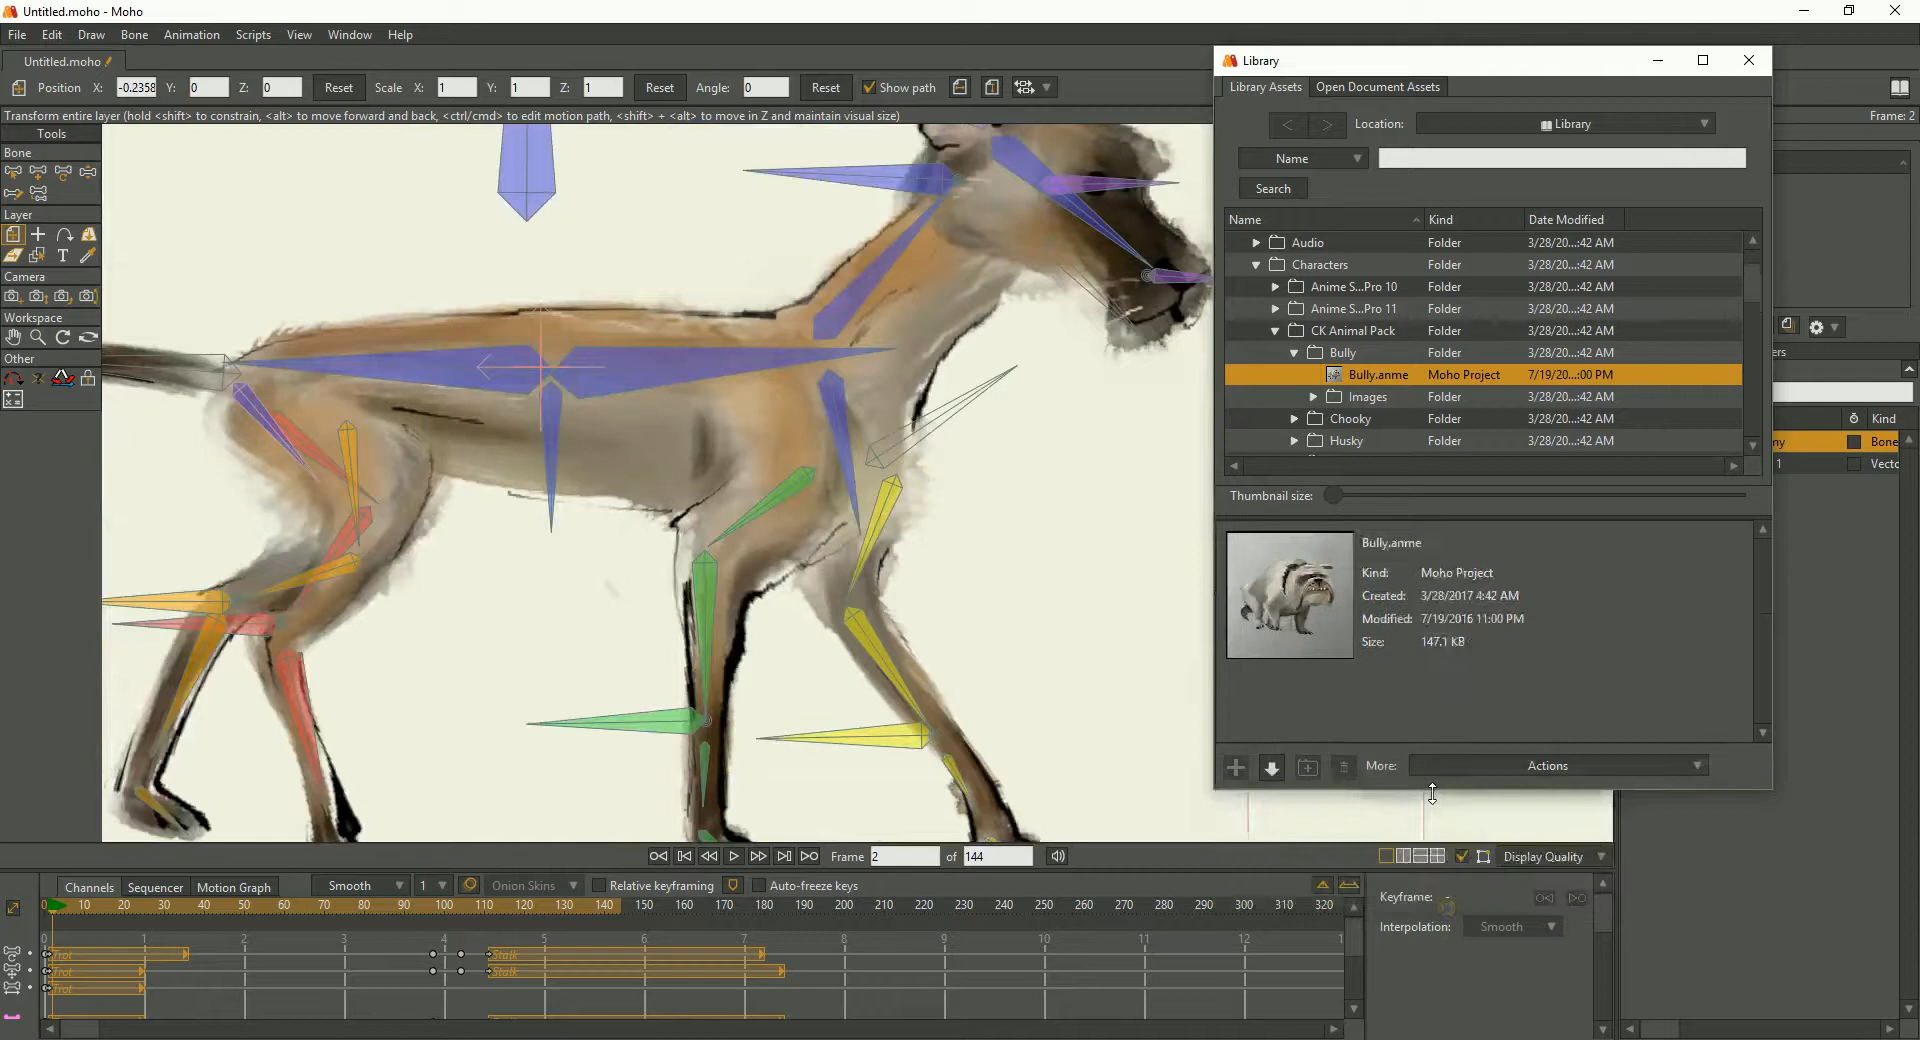 Untitled.moho - Moho
File Edit Draw Bone Animation Scripts View Window Help
Untitled.moho
Position X: -0.2358 Y: 0 Z: 0 Reset Scale X: 1 Y: 1 Z: 1 Reset Angle: 0 Reset Show path
Transform entire layer (hold <shift> to constrain, <alt> to move forward and back, <ctrl/cmd> to edit motion path, <shift> + <alt> to move in Z and maintain visual size)
Frame: 2
Tools
Bone
Layer
Camera
Workspace
Other
Library
Library Assets Open Document Assets
< > Location: Library
Name
Search
Name Kind Date Modified
Audio Folder 3/28/20...:42 AM
Characters Folder 3/28/20...:42 AM
Anime S...Pro 10 Folder 3/28/20...:42 AM
Anime S...Pro 11 Folder 3/28/20...:42 AM
CK Animal Pack Folder 3/28/20...:42 AM
Bully Folder 3/28/20...:42 AM
Bully.anme Moho Project 7/19/20...:00 PM
Images Folder 3/28/20...:42 AM
Chooky Folder 3/28/20...:42 AM
Husky Folder 3/28/20...:42 AM
Thumbnail size:
Bully.anme
Kind: Moho Project
Created: 3/28/2017 4:42 AM
Modified: 7/19/2016 11:00 PM
Size: 147.1 KB
More: Actions
ers
Kind
ny Bone
1 Vecto
Frame 2 of 144 Display Quality
Channels Sequencer Motion Graph Smooth 1 Onion Skins Relative keyframing Auto-freeze keys
0 10 20 30 40 50 60 70 80 90 100 110 120 130 140 150 160 170 180 190 200 210 220 230 240 250 260 270 280 290 300 310 320
0 1 2 3 4 5 6 7 8 9 10 11 12
Trot Stalk
Trot Stalk
Trot
Keyframe: -
Interpolation: Smooth